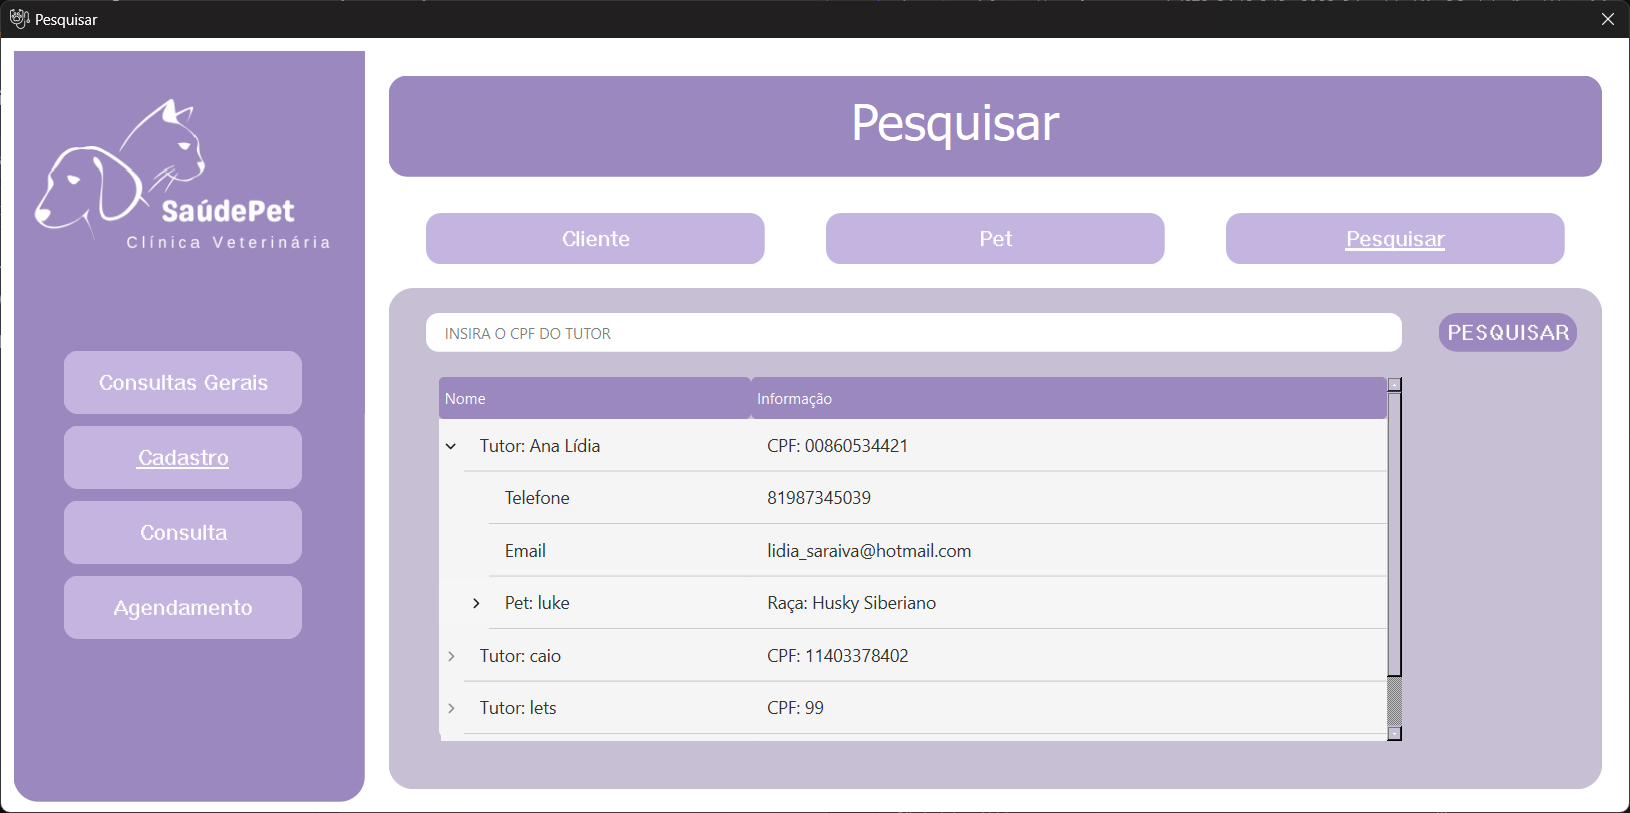 Pesquisar
SaúdePet
Clínica Veterinária
Consultas Gerais
Cadastro
Consulta
Agendamento
Pesquisar
Cliente
Pet
Pesquisar
INSIRA O CPF DO TUTOR
PESQUISAR
Nome Informação
Tutor: Ana Lídia CPF: 00860534421
Telefone 81987345039
Email lidia_saraiva@hotmail.com
Pet: luke Raça: Husky Siberiano
Tutor: caio CPF: 11403378402
Tutor: lets CPF: 99